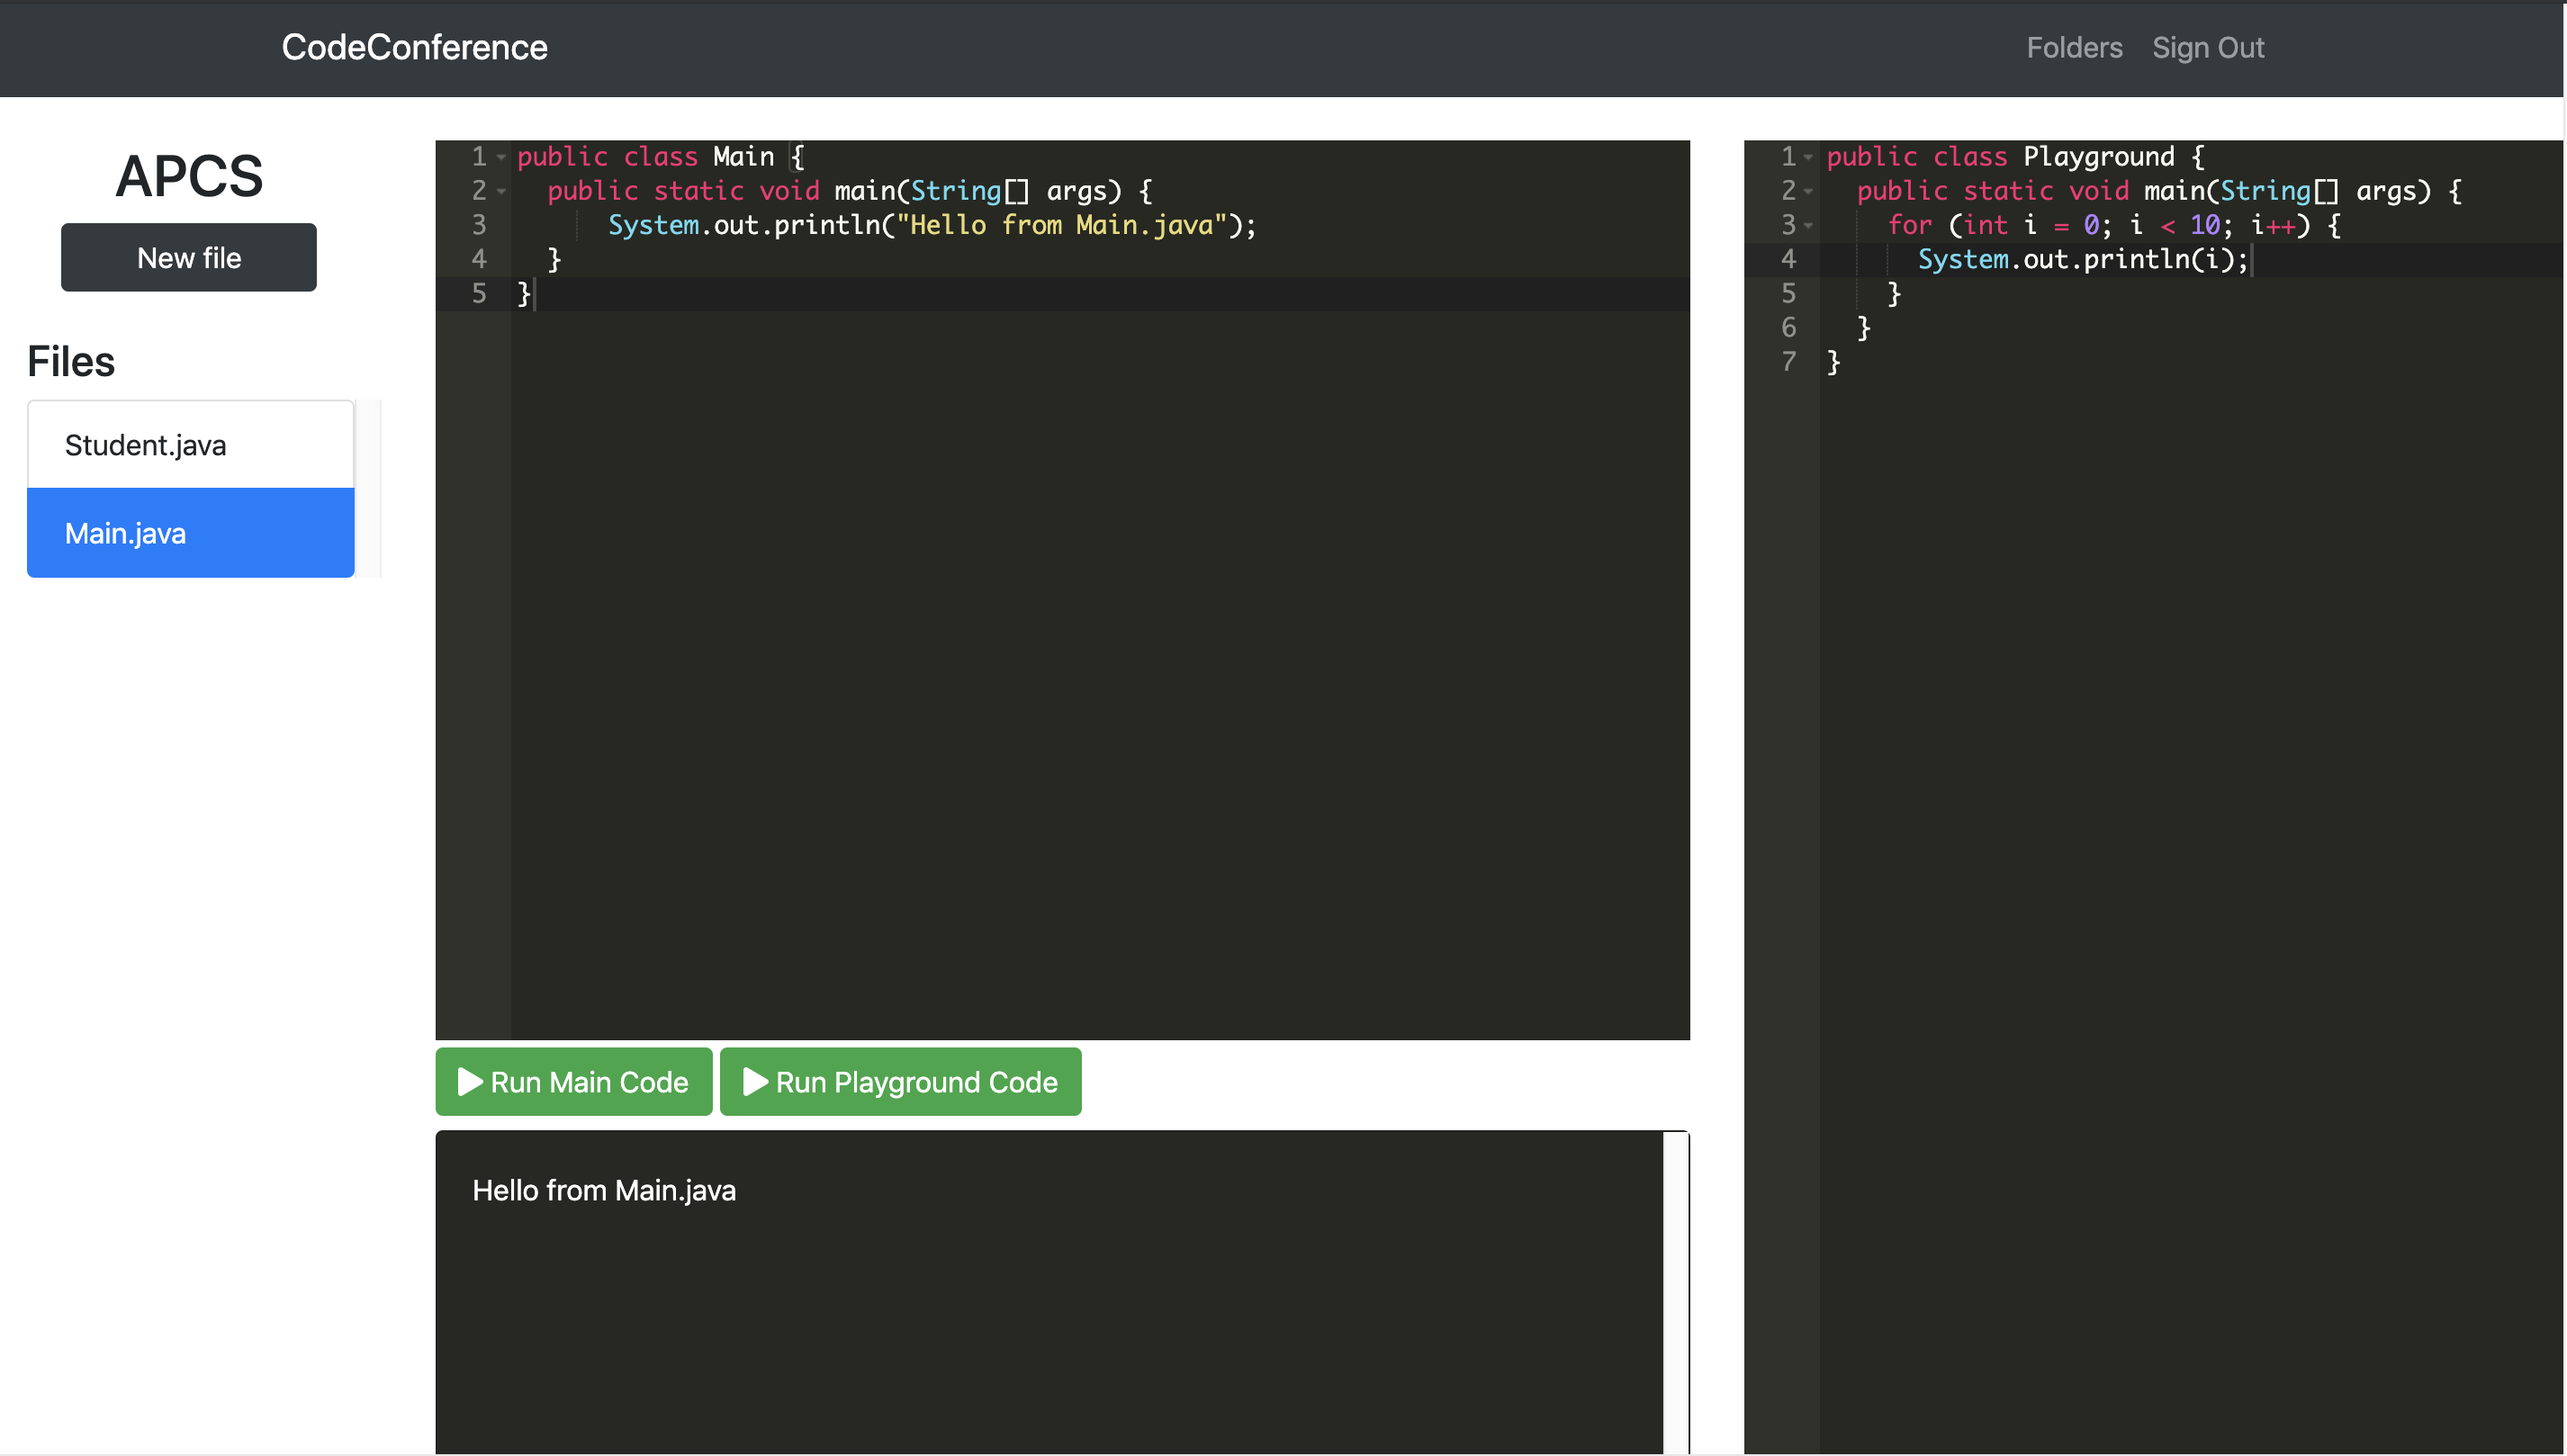 CodeConference
Folders Sign Out
APCS
New file
Files
Student.java
Main.java
1 public class Main {
2 public static void main(String[] args) {
3 System.out.println("Hello from Main.java");
4 }
5 }
Run Main Code Run Playground Code
Hello from Main.java
1 public class Playground {
2 public static void main(String[] args) {
3 for (int i = 0; i < 10; i++) {
4 System.out.println(i);
5 }
6 }
7 }